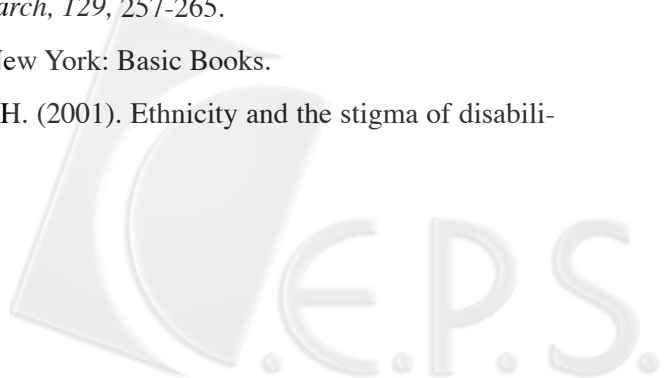 arch, 129, 257-265.
New York: Basic Books.
H. (2001). Ethnicity and the stigma of disabili-
C.E.P.S.